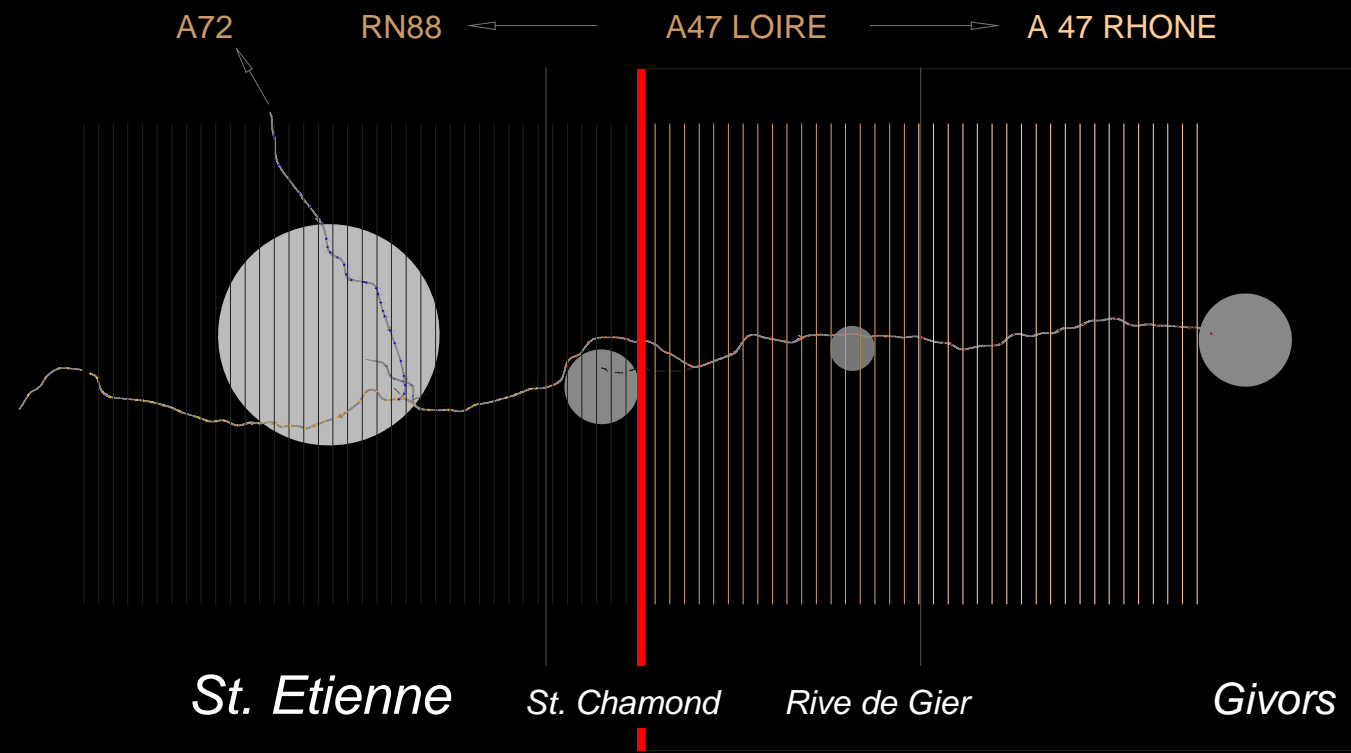 A72 RN88 A47 LOIRE A 47 RHONE
St. Etienne St. Chamond Rive de Gier Givors